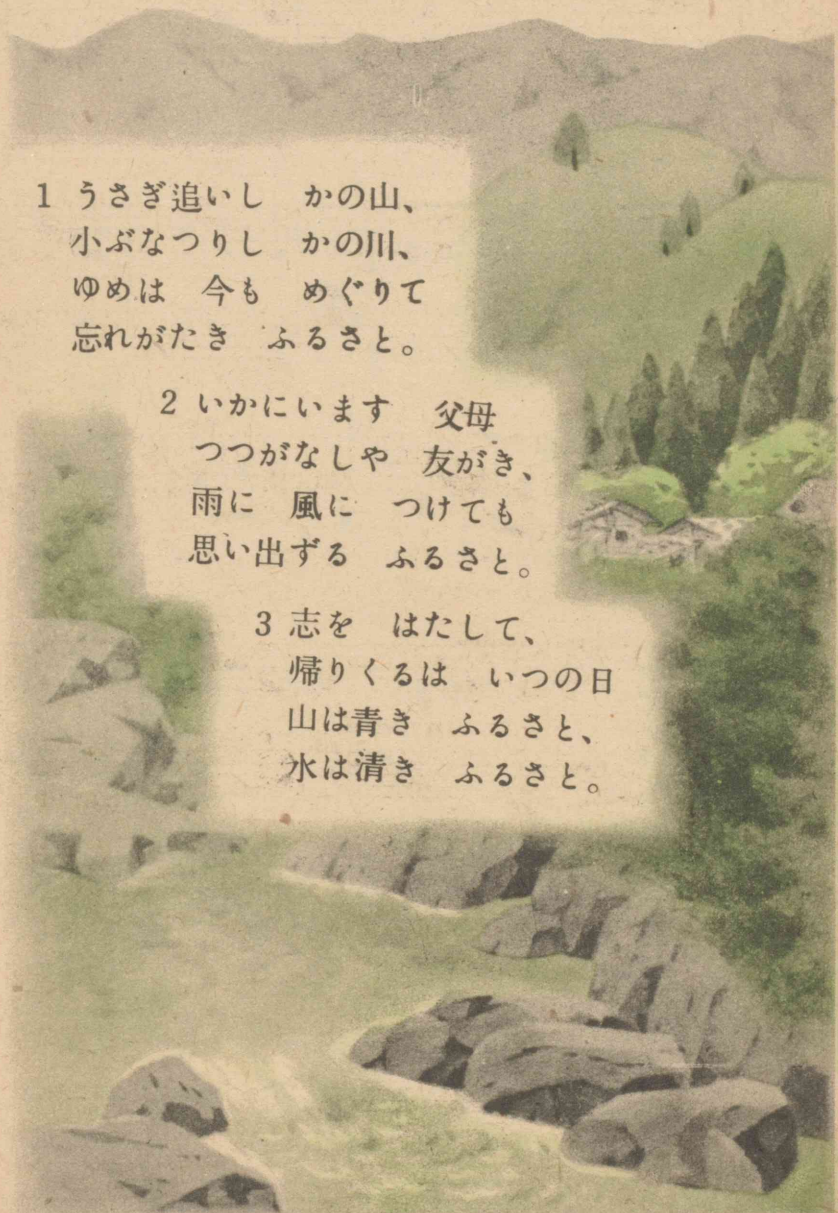 1 うさぎ追いし　かの山、
小ぶなつりし　かの川、
ゆめは　今も　めぐりて
忘れがたき　ふるさと。
2 いかにいます　父母
つつがなしや　友がき、
雨に　風に　つけても
思い出ずる　ふるさと。
3 志を　はたして、
帰りくるは　いつの日
山は青き　ふるさと、
水は清き　ふるさと。